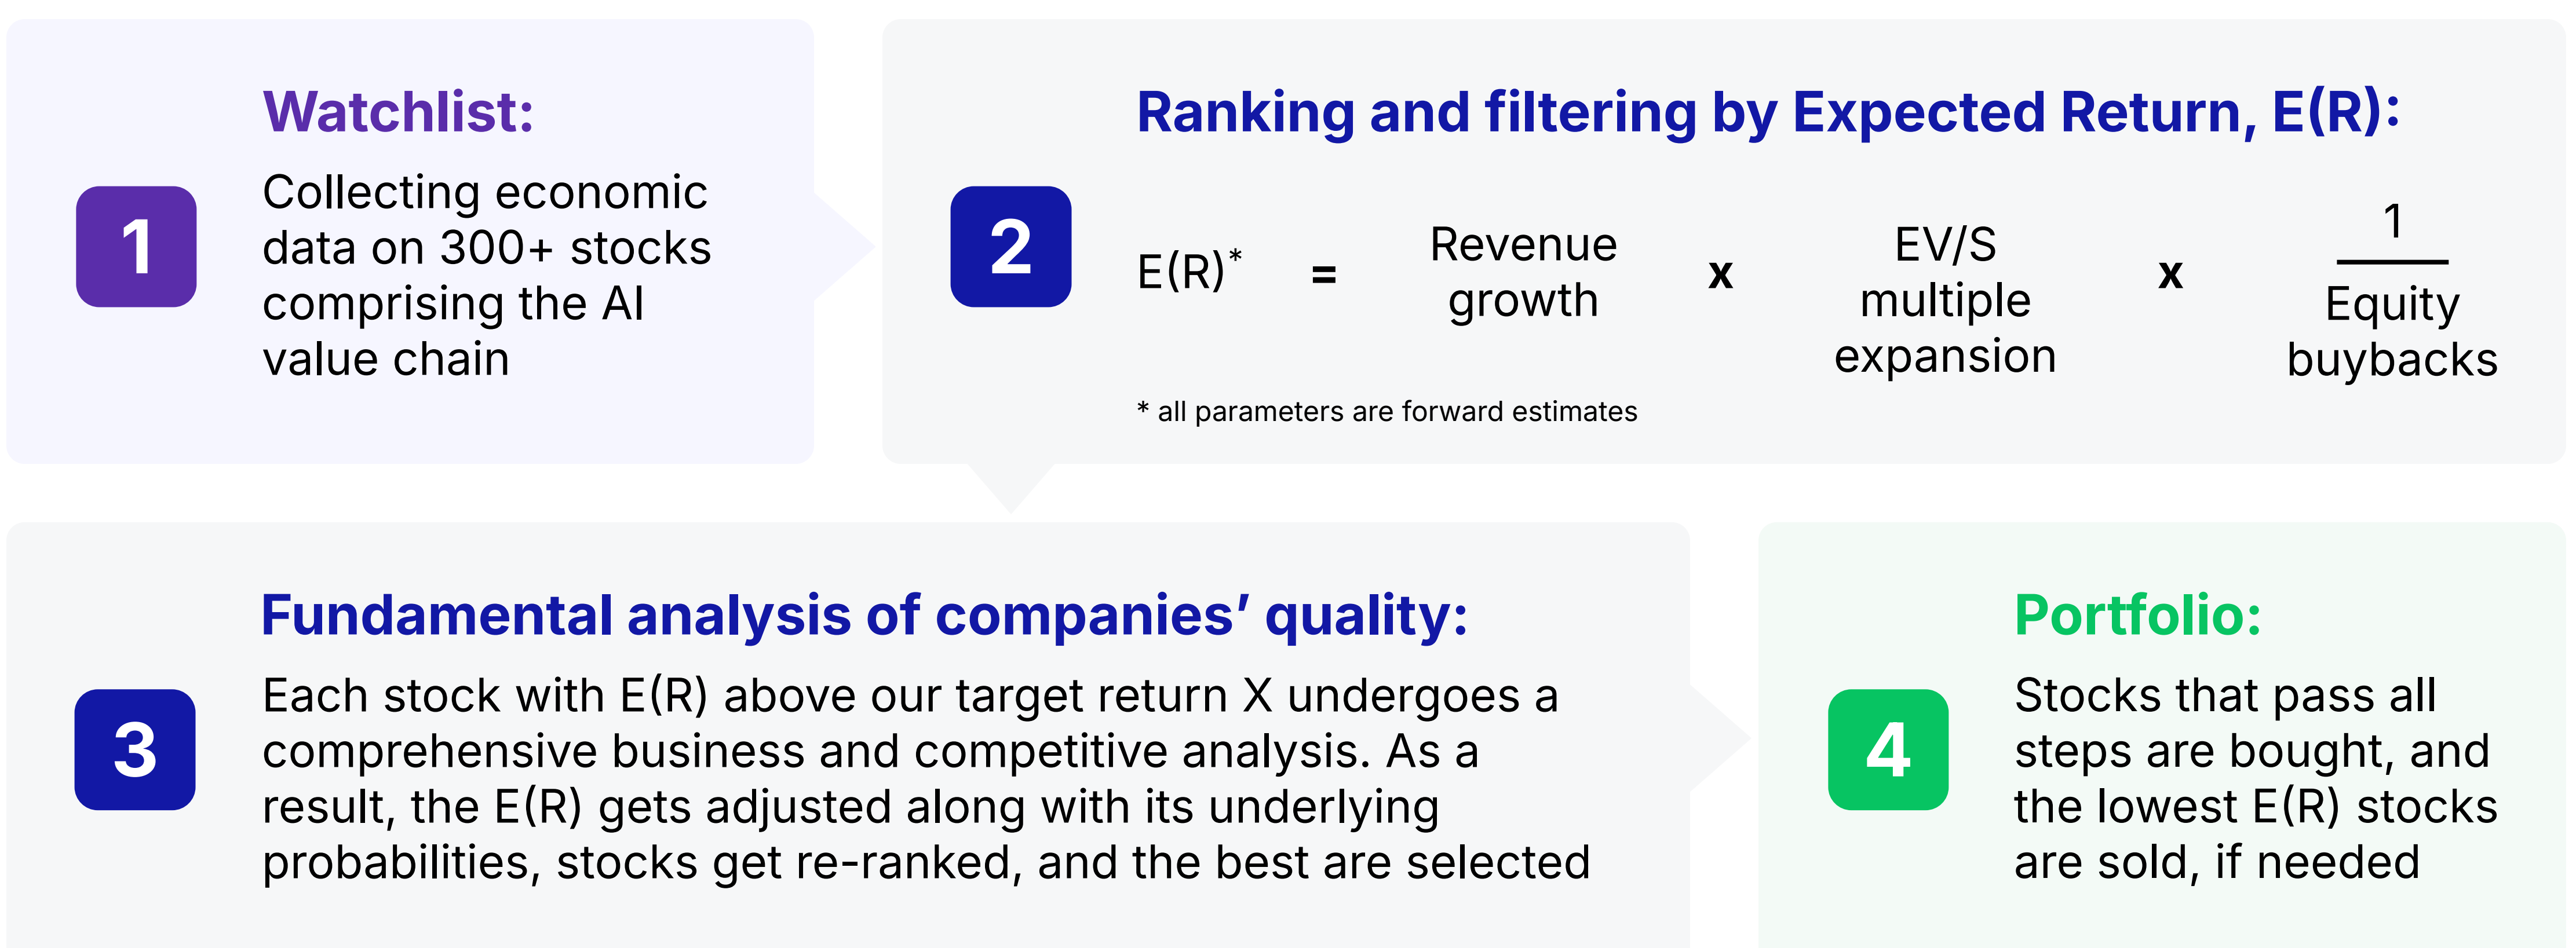 1
Watchlist:
Collecting economic
data on 300+ stocks
comprising the AI
value chain
2
Ranking and filtering by Expected Return, E(R):
E(R)* = Revenue growth x EV/S multiple expansion x 1 / Equity buybacks
* all parameters are forward estimates
3
Fundamental analysis of companies’ quality:
Each stock with E(R) above our target return X undergoes a
comprehensive business and competitive analysis. As a
result, the E(R) gets adjusted along with its underlying
probabilities, stocks get re-ranked, and the best are selected
4
Portfolio:
Stocks that pass all
steps are bought, and
the lowest E(R) stocks
are sold, if needed